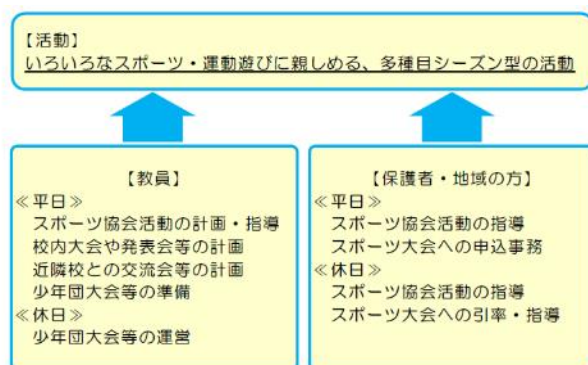 【活動】
いろいろなスポーツ・運動遊びに親しめる、多種目シーズン型の活動
【教員】
≪平日≫
スポーツ協会活動の計画・指導
校内大会や発表会等の計画
近隣校との交流会等の計画
少年団大会等の準備
≪休日≫
少年団大会等の運営
【保護者・地域の方】
≪平日≫
スポーツ協会活動の指導
スポーツ大会への申込事務
≪休日≫
スポーツ協会活動の指導
スポーツ大会への引率・指導